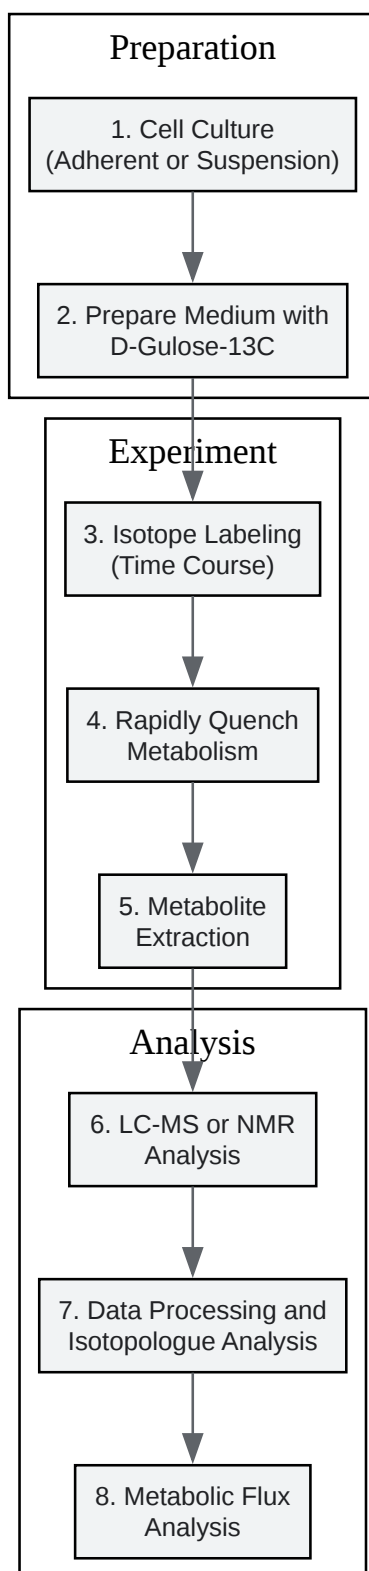 Preparation
1. Cell Culture
(Adherent or Suspension)
2. Prepare Medium with
D-Gulose-13C
Experiment
3. Isotope Labeling
(Time Course)
4. Rapidly Quench
Metabolism
5. Metabolite
Extraction
Analysis
6. LC-MS or NMR
Analysis
7. Data Processing and
Isotopologue Analysis
8. Metabolic Flux
Analysis